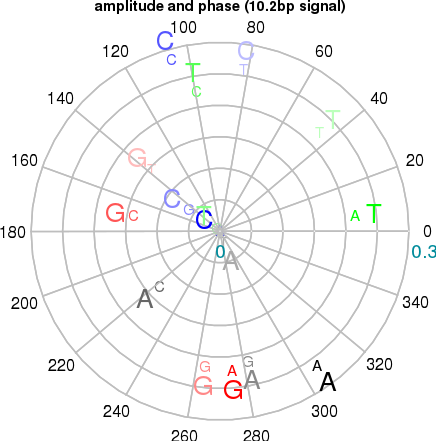 amplitude and phase (10.2bp signal)
100 80
120 60
140 40
160 20
180 0
0 0.3
200 340
220 320
240 300
260 280
C C
C T
T C
T T
G T
C G T C
G C A T
A
A C
G G
A G
G A
A A